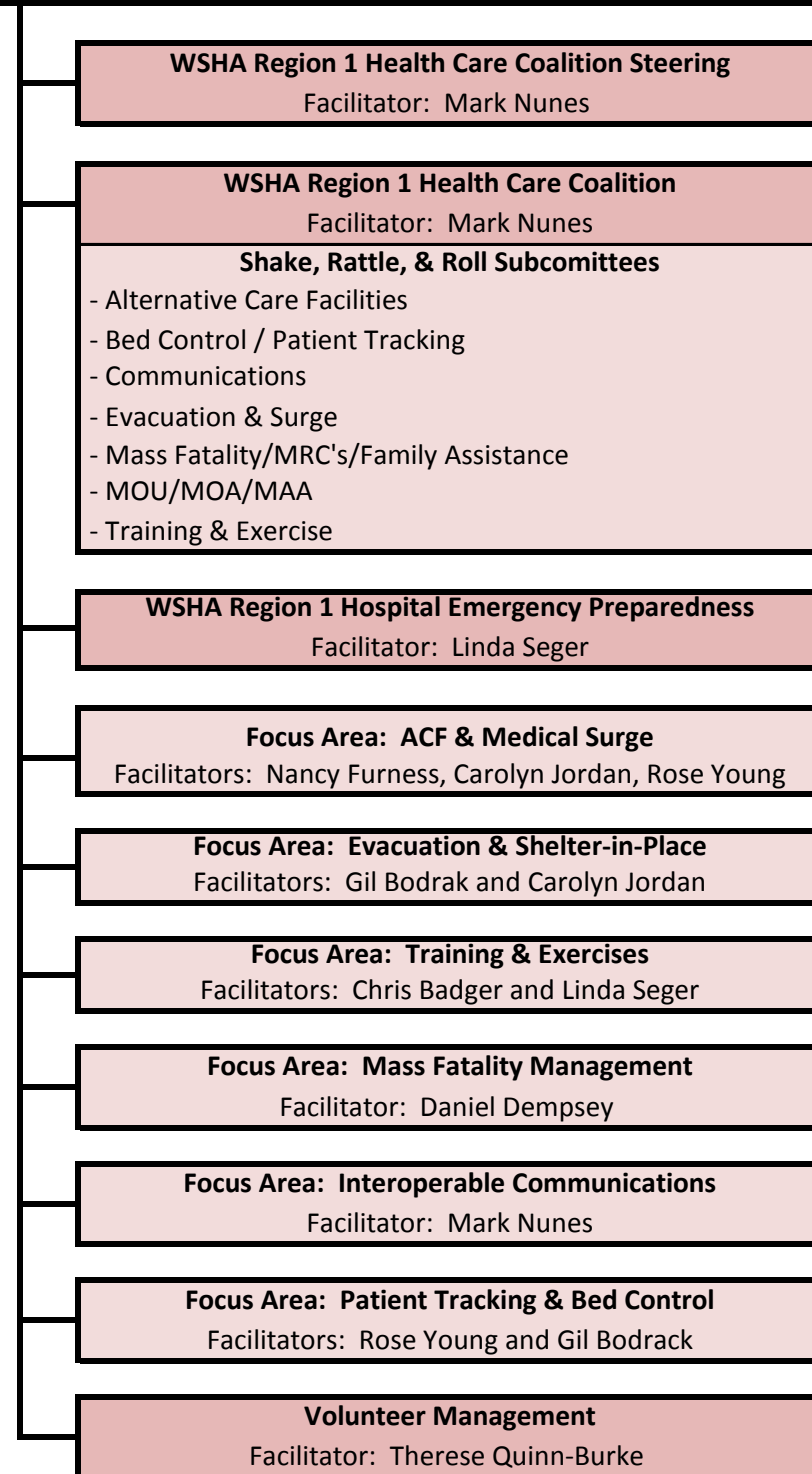 WSHA Region 1 Health Care Coalition Steering
Facilitator: Mark Nunes
WSHA Region 1 Health Care Coalition
Facilitator: Mark Nunes
Shake, Rattle, & Roll Subcomittees
- Alternative Care Facilities
- Bed Control / Patient Tracking
- Communications
- Evacuation & Surge
- Mass Fatality/MRC's/Family Assistance
- MOU/MOA/MAA
- Training & Exercise
WSHA Region 1 Hospital Emergency Preparedness
Facilitator: Linda Seger
Focus Area: ACF & Medical Surge
Facilitators: Nancy Furness, Carolyn Jordan, Rose Young
Focus Area: Evacuation & Shelter-in-Place
Facilitators: Gil Bodrak and Carolyn Jordan
Focus Area: Training & Exercises
Facilitators: Chris Badger and Linda Seger
Focus Area: Mass Fatality Management
Facilitator: Daniel Dempsey
Focus Area: Interoperable Communications
Facilitator: Mark Nunes
Focus Area: Patient Tracking & Bed Control
Facilitators: Rose Young and Gil Bodrack
Volunteer Management
Facilitator: Therese Quinn-Burke